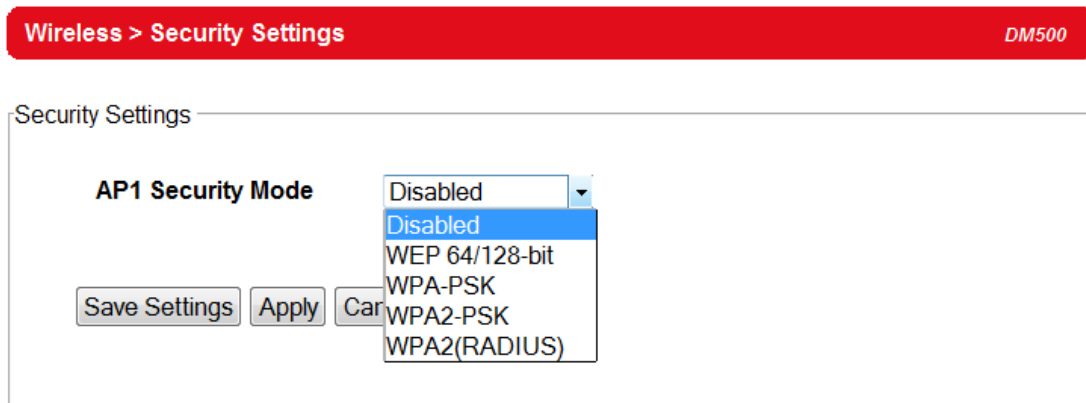 Wireless > Security Settings DM500
Security Settings
AP1 Security Mode Disabled
Disabled
WEP 64/128-bit
WPA-PSK
Save Settings Apply Can
WPA2-PSK
WPA2(RADIUS)